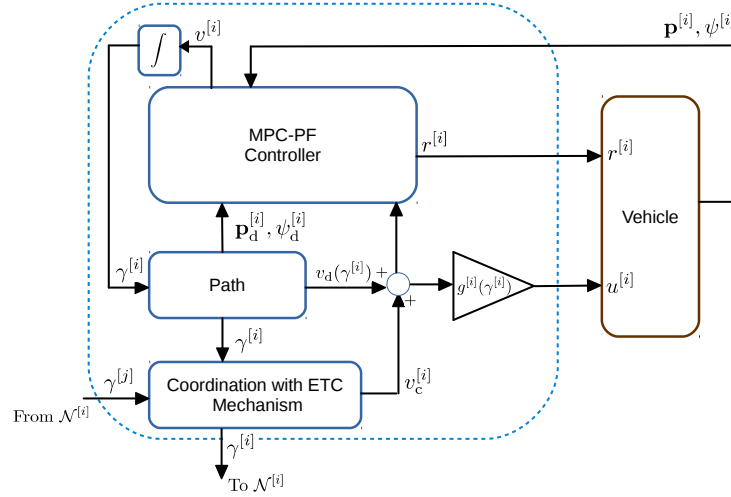 𝐩^{[i]}, ψ^{[i]}
v^{[i]}
∫
MPC-PF
Controller
r^{[i]}
r^{[i]}
𝐩_d^{[i]}, ψ_d^{[i]}
Vehicle
γ^{[i]}
Path
v_d(γ^{[i]})
+
+
g^{[i]}(γ^{[i]})
u^{[i]}
γ^{[i]}
γ^{[j]}
Coordination with ETC
Mechanism
v_c^{[i]}
From 𝒩^{[i]}
γ^{[i]}
To 𝒩^{[i]}